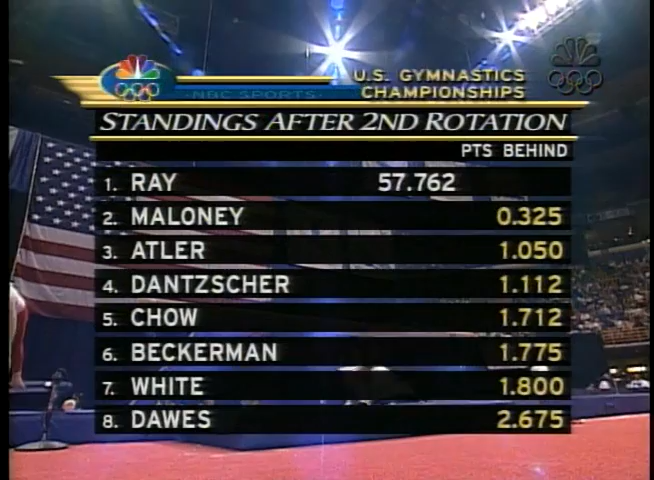 U.S. GYMNASTICS
CHAMPIONSHIPS
NBC SPORTS
STANDINGS AFTER 2ND ROTATION
PTS BEHIND
1. RAY 57.762
2. MALONEY 0.325
3. ATLER 1.050
4. DANTZSCHER 1.112
5. CHOW 1.712
6. BECKERMAN 1.775
7. WHITE 1.800
8. DAWES 2.675